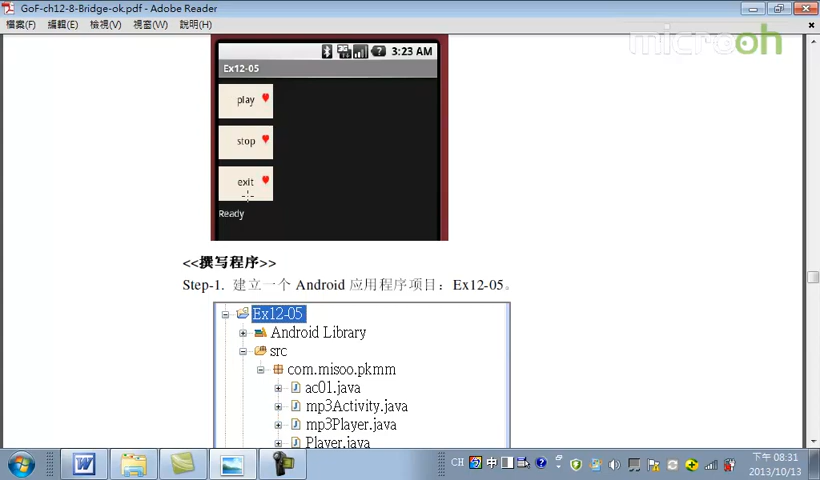 GoF-ch12-8-Bridge-ok.pdf - Adobe Reader
檔案(F) 編輯(E) 檢視(V) 視窗(W) 說明(H)
microoh
3:23 AM
Ex12-05
play
stop
exit
Ready
<<撰写程序>>
Step-1. 建立一个 Android 应用程序项目：Ex12-05。
Ex12-05
Android Library
src
com.misoo.pkmm
ac01.java
mp3Activity.java
mp3Player.java
Player.java
CH 中
下午 08:31
2013/10/13